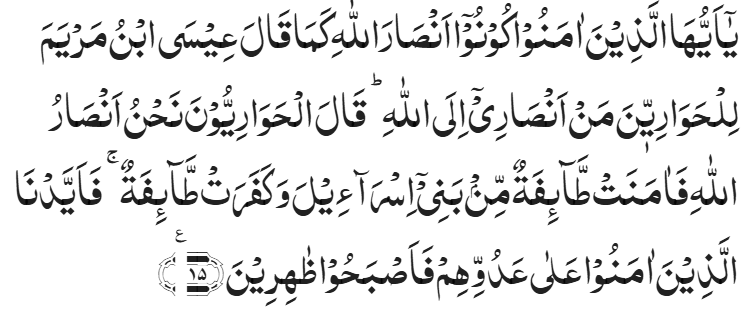 يٰۤاَيُّهَا الَّذِيْنَ اٰمَنُوْا كُوْنُوْۤا اَنْصَارَ اللّٰهِ كَمَا قَالَ عِيْسَى ابْنُ مَرْيَمَ
لِلْحَوَارِيّٖنَ مَنْ اَنْصَارِيْۤ اِلَى اللّٰهِ ؕ قَالَ الْحَوَارِيُّوْنَ نَحْنُ اَنْصَارُ
اللّٰهِ فَاٰمَنَتْ طَّآىِٕفَةٌ مِّنْۢ بَنِيْۤ اِسْرَآءِيْلَ وَ كَفَرَتْ طَّآىِٕفَةٌ ۚ فَاَيَّدْنَا
الَّذِيْنَ اٰمَنُوْا عَلٰى عَدُوِّهِمْ فَاَصْبَحُوْا ظٰهِرِيْنَ ﴿۱۵﴾ ع